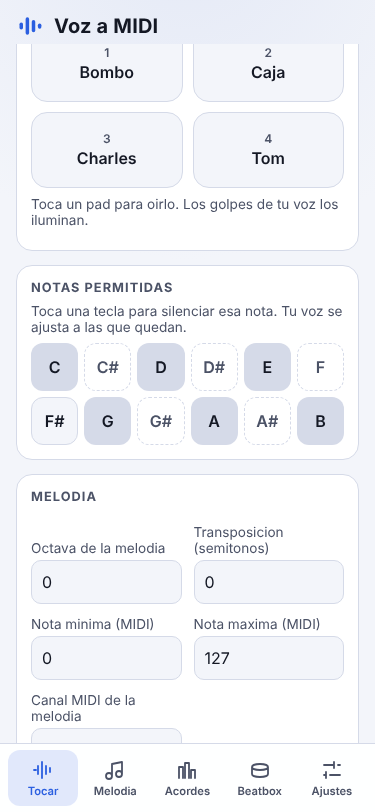 Voz a MIDI
1
Bombo
2
Caja
3
Charles
4
Tom
Toca un pad para oirlo. Los golpes de tu voz los
iluminan.
NOTAS PERMITIDAS
Toca una tecla para silenciar esa nota. Tu voz se
ajusta a las que quedan.
C C# D D# E F
F# G G# A A# B
MELODIA
Octava de la melodia
Transposicion
(semitonos)
0
0
Nota minima (MIDI)
Nota maxima (MIDI)
0
127
Canal MIDI de la
melodia
Tocar Melodia Acordes Beatbox Ajustes